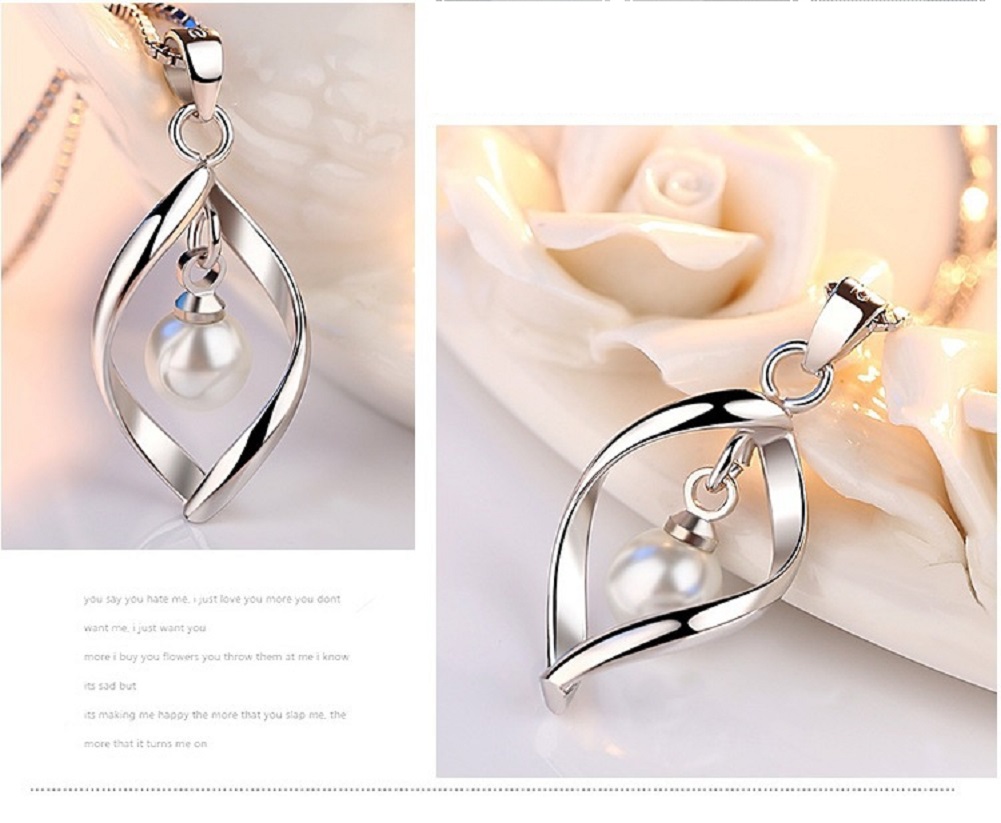 you say you hate me, i just love you more you dont
want me, i just want you
more i buy you flowers you throw them at me i know
its sad but
its making me happy the more that you slap me, the
more that it turns me on